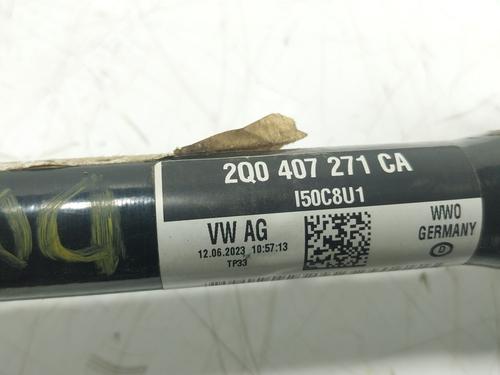 2Q0 407 271 CA
I50C8U1
VW AG
12.06.2023 10:57:13
TP33
WWO
GERMANY
D